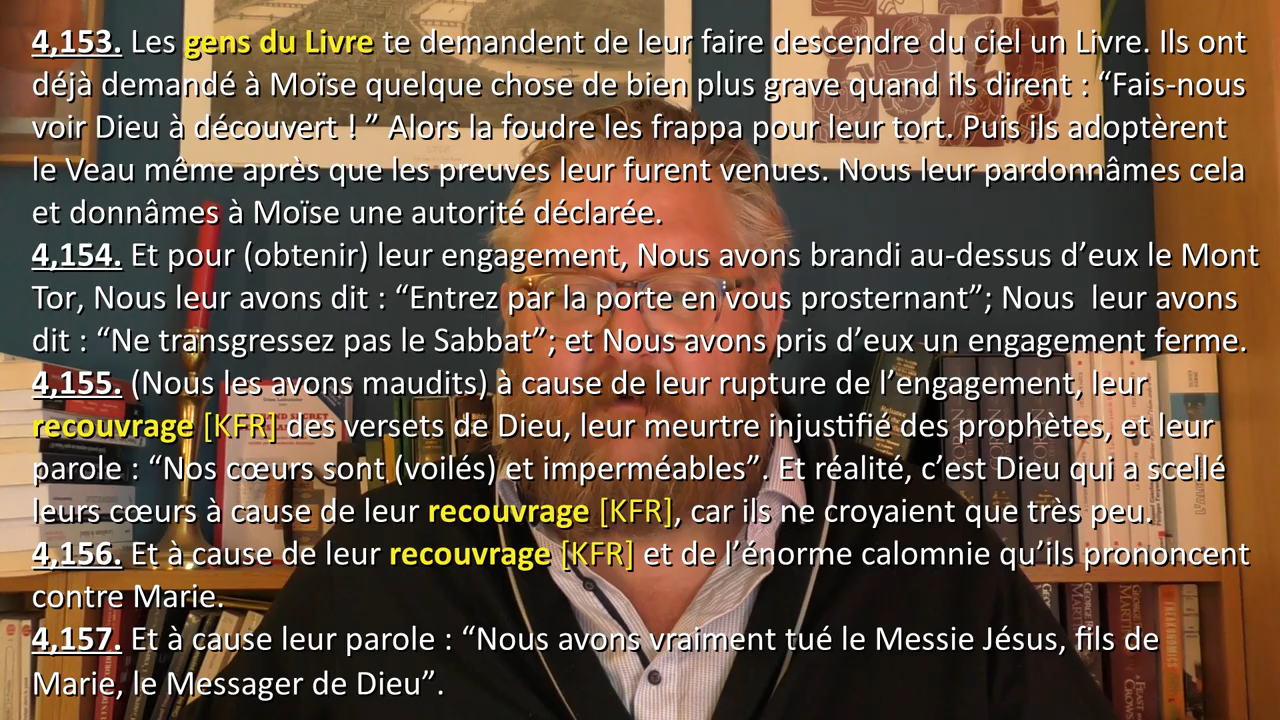 4,153. Les gens du Livre te demandent de leur faire descendre du ciel un Livre. Ils ont
déjà demandé à Moïse quelque chose de bien plus grave quand ils dirent : “Fais-nous
voir Dieu à découvert ! ” Alors la foudre les frappa pour leur tort. Puis ils adoptèrent
le Veau même après que les preuves leur furent venues. Nous leur pardonnâmes cela
et donnâmes à Moïse une autorité déclarée.
4,154. Et pour (obtenir) leur engagement, Nous avons brandi au-dessus d’eux le Mont
Tor, Nous leur avons dit : “Entrez par la porte en vous prosternant”; Nous leur avons
dit : “Ne transgressez pas le Sabbat”; et Nous avons pris d’eux un engagement ferme.
4,155. (Nous les avons maudits) à cause de leur rupture de l’engagement, leur
recouvrage [KFR] des versets de Dieu, leur meurtre injustifié des prophètes, et leur
parole : “Nos cœurs sont (voilés) et imperméables”. Et réalité, c’est Dieu qui a scellé
leurs cœurs à cause de leur recouvrage [KFR], car ils ne croyaient que très peu.
4,156. Et à cause de leur recouvrage [KFR] et de l’énorme calomnie qu’ils prononcent
contre Marie.
4,157. Et à cause leur parole : “Nous avons vraiment tué le Messie Jésus, fils de
Marie, le Messager de Dieu”.
GEORGE
MARTIN